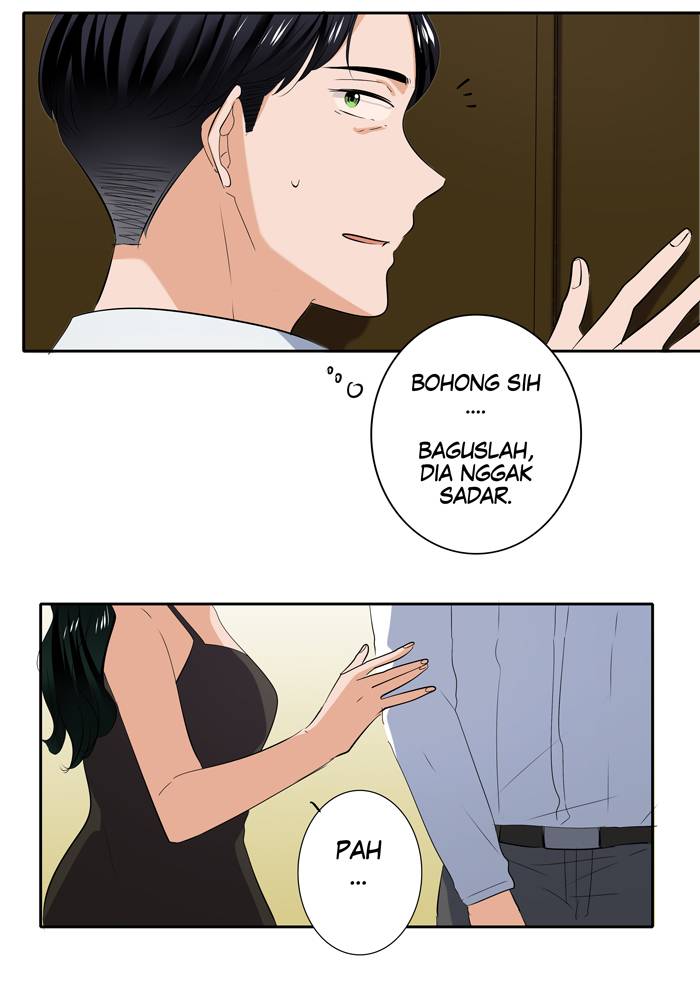 BOHONG SIH
....
BAGUSLAH,
DIA NGGAK
SADAR.
PAH
...